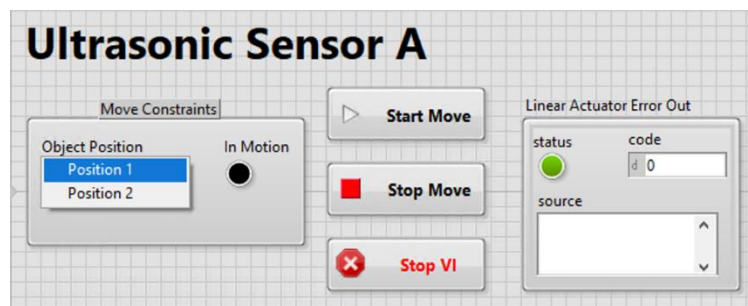 Ultrasonic Sensor A
Move Constraints
Object Position
In Motion
Position 1
Position 2
Start Move
Stop Move
Stop VI
Linear Actuator Error Out
status
code
d 0
source